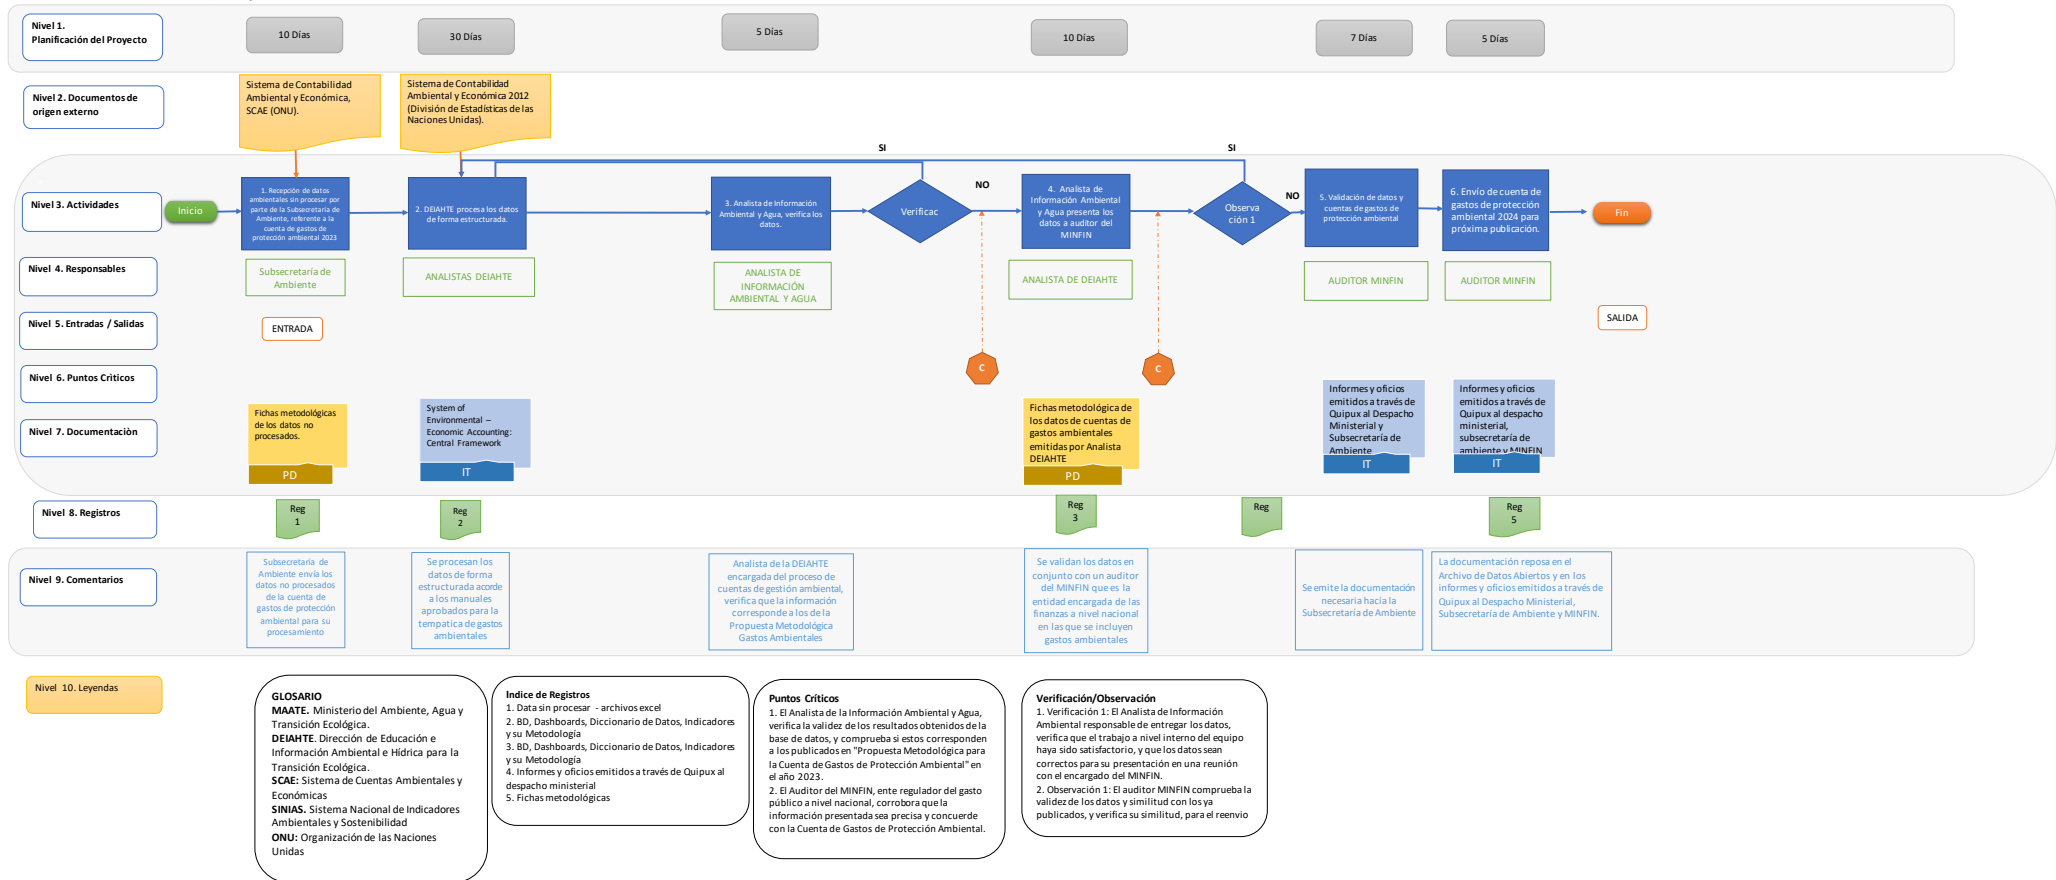 Nivel 1.
Planificación del Proyecto
10 Días
30 Días
5 Días
10 Días
7 Días
5 Días
Nivel 2. Documentos de
origen externo
Sistema de Contabilidad
Ambiental y Económica,
SCAE (ONU).
Sistema de Contabilidad
Ambiental y Económica 2012
(División de Estadísticas de las
Naciones Unidas).
SI
SI
Nivel 3. Actividades
Inicio
1. Recepción de datos
ambientales sin procesar por
parte de la Subsecretaría de
Ambiente, referente a la
cuenta de gastos de
protección ambiental 2023
2. DEIAHTE procesa los datos
de forma estructurada.
3. Analista de Información
Ambiental y Agua, verifica los
datos.
Verificac
NO
4. Analista de
Información Ambiental
y Agua presenta los
datos a auditor del
MINFIN
Observa
ción 1
NO
5. Validación de datos y
cuentas de gastos de
protección ambiental
6. Envío de cuenta de
gastos de protección
ambiental 2024 para
próxima publicación.
Fin
Nivel 4. Responsables
Subsecretaría de
Ambiente
ANALISTAS DEIAHTE
ANALISTA DE
INFORMACIÓN
AMBIENTAL Y AGUA
ANALISTA DE DEIAHTE
AUDITOR MINFIN
AUDITOR MINFIN
Nivel 5. Entradas / Salidas
ENTRADA
SALIDA
Nivel 6. Puntos Crìticos
C
C
Nivel 7. Documentaciòn
Fichas metodológicas
de los datos no
procesados.
PD
System of
Environmental –
Economic Accounting:
Central Framework
IT
Fichas metodológica de
los datos de cuentas de
gastos ambientales
emitidas por Analista
DEIAHTE
PD
Informes y oficios
emitidos a través de
Quipux al Despacho
Ministerial y
Subsecretaría de
Ambiente
IT
Informes y oficios
emitidos a través de
Quipux al despacho
ministerial,
subsecretaría de
ambiente y MINFIN
IT
Nivel 8. Registros
Reg
1
Reg
2
Reg
3
Reg
Reg
5
Nivel 9. Comentarios
Subsecretaría de
Ambiente envía los
datos no procesados
de la cuenta de
gastos de protección
ambiental para su
procesamiento
Se procesan los
datos de forma
estructurada acorde
a los manuales
aprobados para la
tempatica de gastos
ambientales
Analista de la DEIAHTE
encargada del proceso de
cuentas de gestión ambiental,
verifica que la información
corresponde a los de la
Propuesta Metodológica
Gastos Ambientales
Se validan los datos en
conjunto con un auditor
del MINFIN que es la
entidad encargada de las
finanzas a nivel nacional
en las que se incluyen
gastos ambientales
Se emite la documentación
necesaria hacia la
Subsecretaría de Ambiente
La documentación reposa en el
Archivo de Datos Abiertos y en los
informes y oficios emitidos a través de
Quipux al Despacho Ministerial,
Subsecretaría de Ambiente y MINFIN.
Nivel 10. Leyendas
GLOSARIO
MAATE. Ministerio del Ambiente, Agua y
Transición Ecológica.
DEIAHTE. Dirección de Educación e
Información Ambiental e Hídrica para la
Transición Ecológica.
SCAE: Sistema de Cuentas Ambientales y
Económicas
SINIAS. Sistema Nacional de Indicadores
Ambientales y Sostenibilidad
ONU: Organización de las Naciones
Unidas
Indice de Registros
1. Data sin procesar - archivos excel
2. BD, Dashboards, Diccionario de Datos, Indicadores
y su Metodología
3. BD, Dashboards, Diccionario de Datos, Indicadores
y su Metodología
4. Informes y oficios emitidos a través de Quipux al
despacho ministerial
5. Fichas metodológicas
Puntos Críticos
1. El Analista de la Información Ambiental y Agua,
verifica la validez de los resultados obtenidos de la
base de datos, y comprueba si estos corresponden
a los publicados en "Propuesta Metodológica para
la Cuenta de Gastos de Protección Ambiental" en
el año 2023.
2. El Auditor del MINFIN, ente regulador del gasto
público a nivel nacional, corrobora que la
información presentada sea precisa y concuerde
con la Cuenta de Gastos de Protección Ambiental.
Verificación/Observación
1. Verificación 1: El Analista de Información
Ambiental responsable de entregar los datos,
verifica que el trabajo a nivel interno del equipo
haya sido satisfactorio, y que los datos sean
correctos para su presentación en una reunión
con el encargado del MINFIN.
2. Observación 1: El auditor MINFIN comprueba la
validez de los datos y similitud con los ya
publicados, y verifica su similitud, para el reenvio